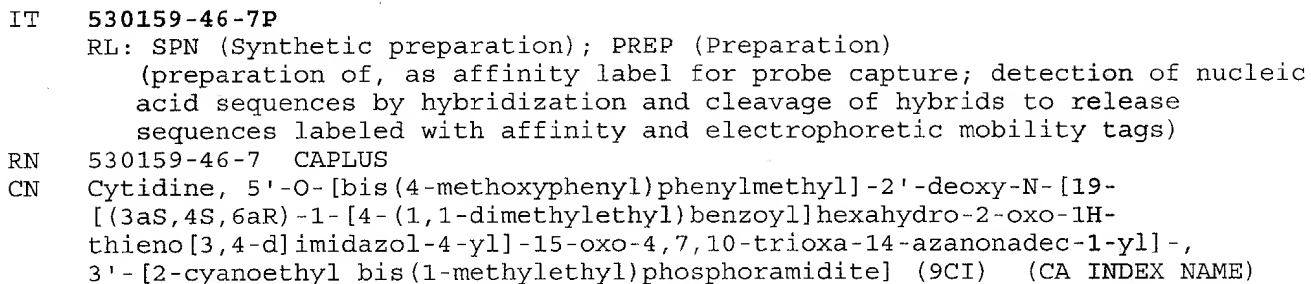 IT 530159-46-7P
RL: SPN (Synthetic preparation); PREP (Preparation)
(preparation of, as affinity label for probe capture; detection of nucleic
acid sequences by hybridization and cleavage of hybrids to release
sequences labeled with affinity and electrophoretic mobility tags)
RN 530159-46-7 CAPLUS
CN Cytidine, 5'-O-[bis(4-methoxyphenyl)phenylmethyl]-2'-deoxy-N-[19-
[(3aS,4S,6aR)-1-[4-(1,1-dimethylethyl)benzoyl]hexahydro-2-oxo-1H-
thieno[3,4-d]imidazol-4-yl]-15-oxo-4,7,10-trioxa-14-azanonadec-1-yl]-,
3'-[2-cyanoethyl bis(1-methylethyl)phosphoramidite] (9CI) (CA INDEX NAME)